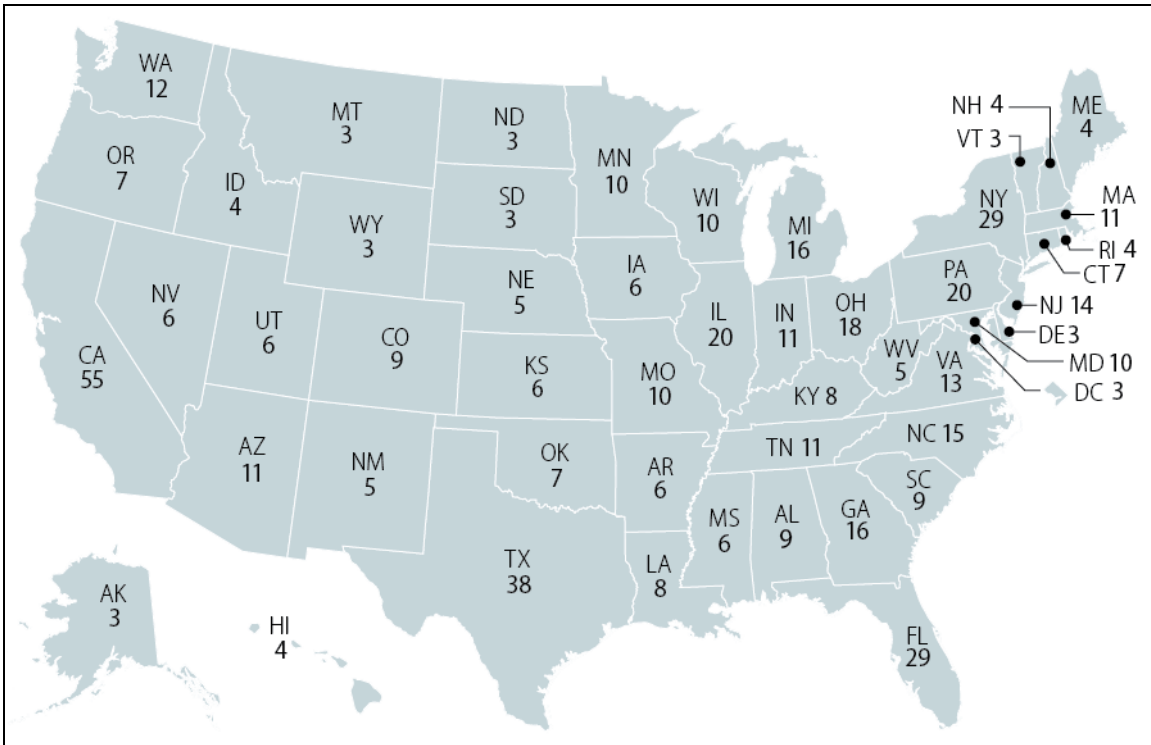 WA
12
MT
3
ND
3
MN
10
OR
7
ID
4
SD
3
WI
10
WY
3
MI
16
NH 4
VT 3
ME
4
NY
29
MA
11
RI 4
CT 7
IA
6
NE
5
PA
20
NV
6
UT
6
CO
9
IL
20
IN
11
OH
18
NJ 14
DE3
MD 10
DC 3
CA
55
KS
6
MO
10
WV
5
VA
13
KY 8
NC 15
TN 11
AZ
11
NM
5
OK
7
AR
6
SC
9
MS
6
AL
9
GA
16
TX
38
LA
8
AK
3
HI
4
FL
29